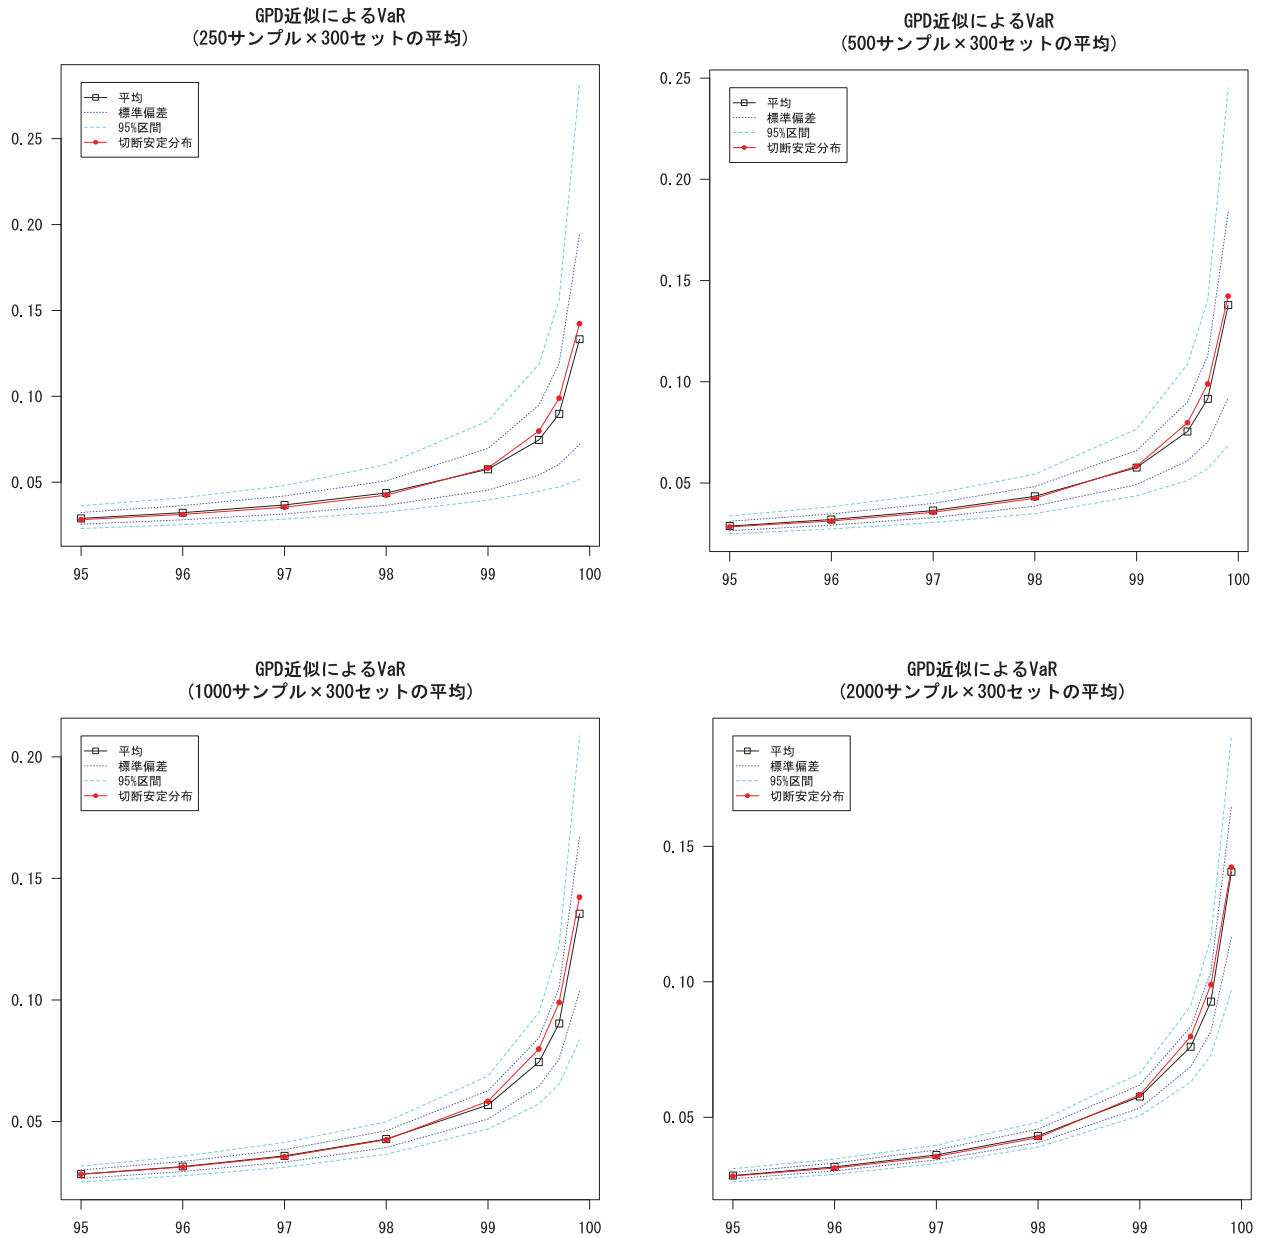 GPD近似によるVaR
(250サンプル×300セットの平均)
平均
標準偏差
95%区間
切断安定分布
0.25
0.20
0.15
0.10
0.05
95 96 97 98 99 100
GPD近似によるVaR
(500サンプル×300セットの平均)
平均
標準偏差
95%区間
切断安定分布
0.25
0.20
0.15
0.10
0.05
95 96 97 98 99 100
GPD近似によるVaR
(1000サンプル×300セットの平均)
平均
標準偏差
95%区間
切断安定分布
0.20
0.15
0.10
0.05
95 96 97 98 99 100
GPD近似によるVaR
(2000サンプル×300セットの平均)
平均
標準偏差
95%区間
切断安定分布
0.15
0.10
0.05
95 96 97 98 99 100